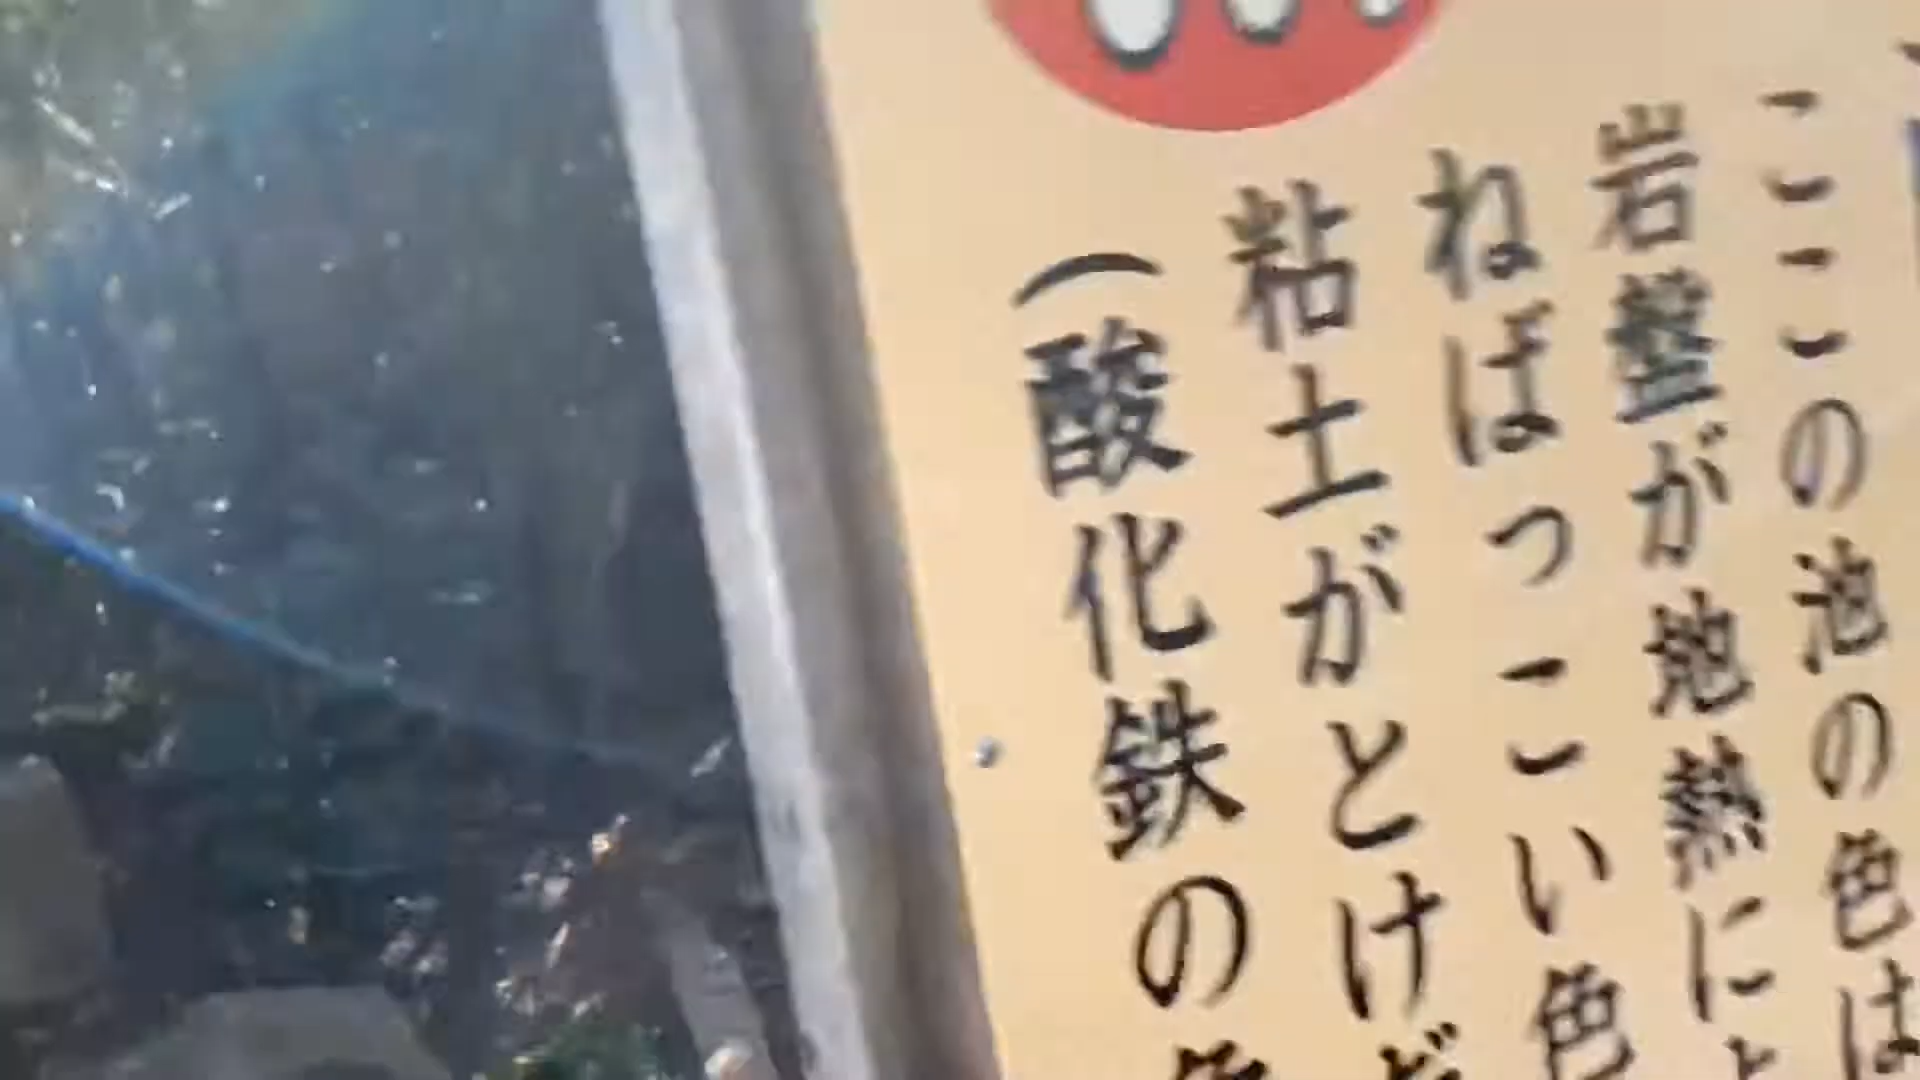 ここの池の色は
岩盤が地熱に
ねばっこい色
粘土がとけ
(酸化鉄の